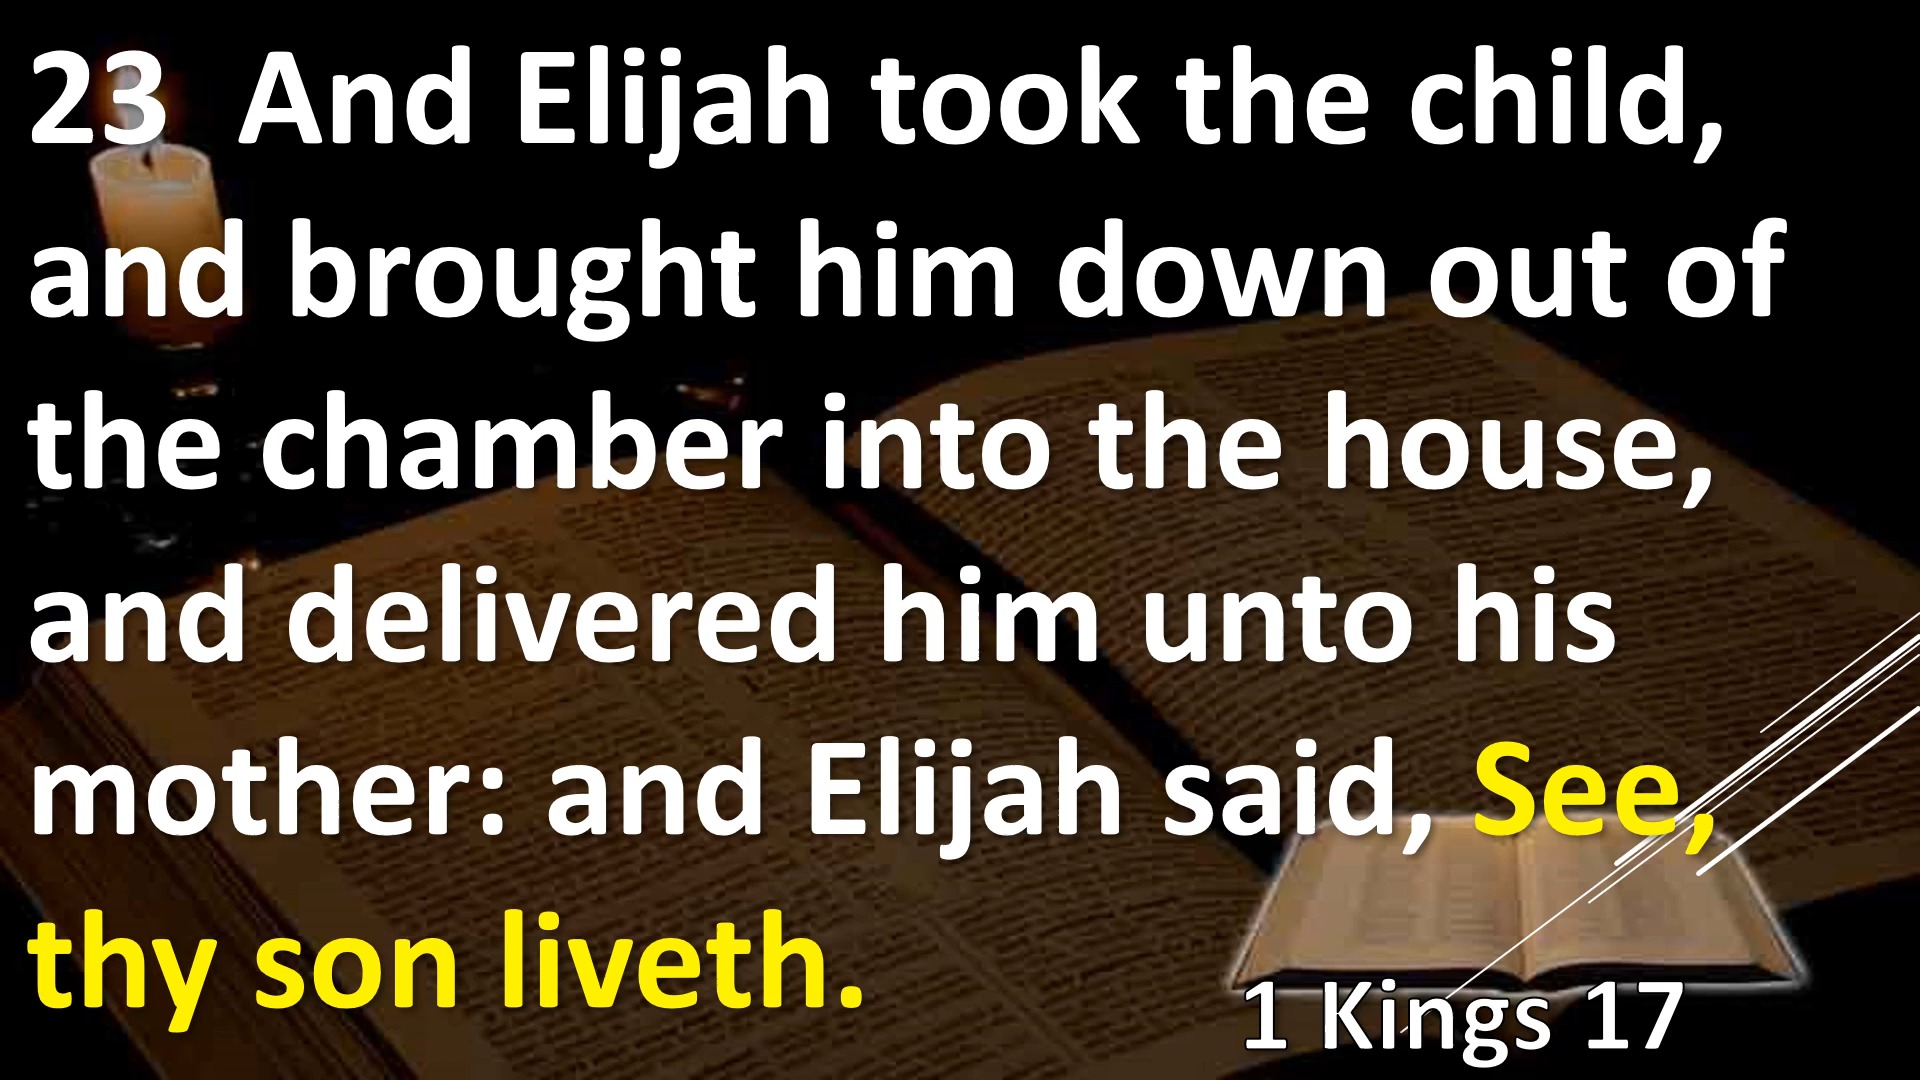 23  And Elijah took the child,
and brought him down out of
the chamber into the house,
and delivered him unto his
mother: and Elijah said, See,
thy son liveth.
1 Kings 17